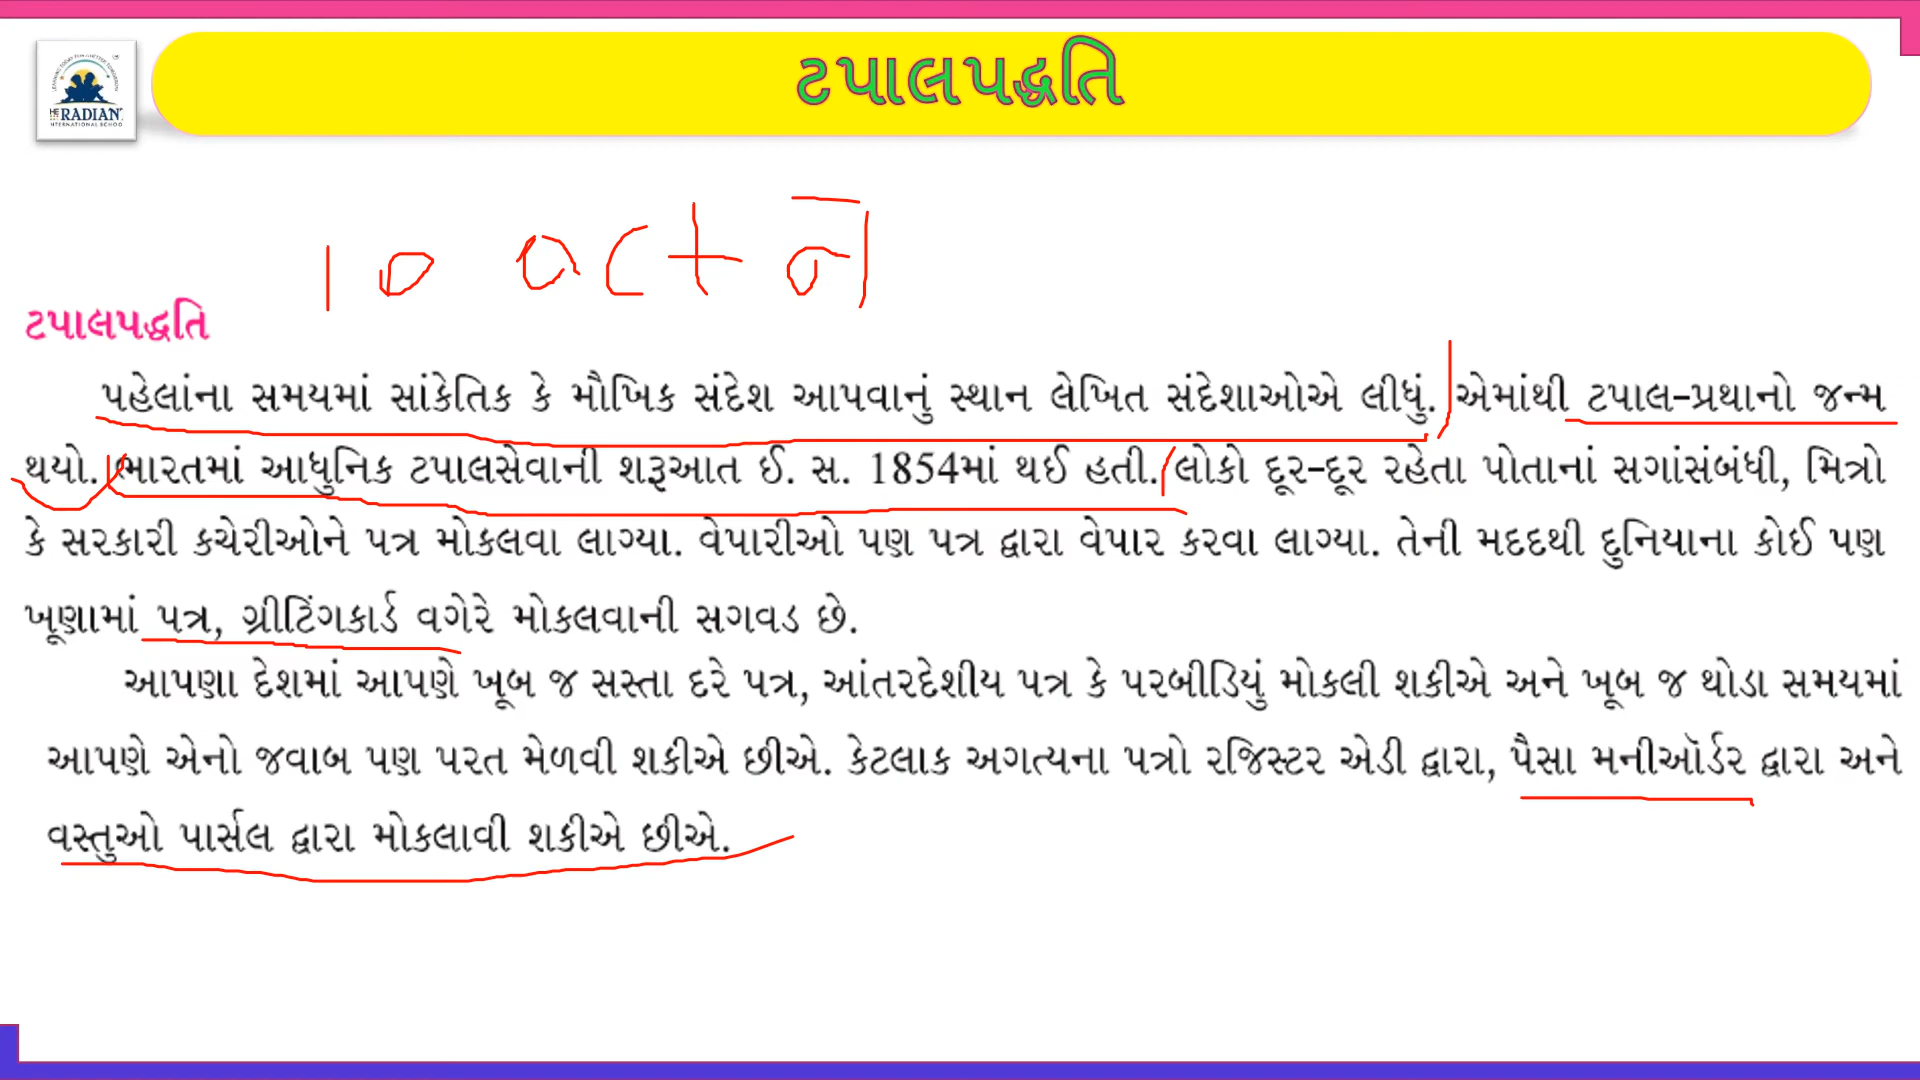 ટપાલપદ્ધતિ
RADIAN
10 oct ને
ટપાલપદ્ધતિ
પહેલાંના સમયમાં સાંકેતિક કે મૌખિક સંદેશ આપવાનું સ્થાન લેખિત સંદેશાઓએ લીધું. એમાંથી ટપાલ-પ્રથાનો જન્મ
થયો. ભારતમાં આધુનિક ટપાલસેવાની શરૂઆત ઈ. સ. 1854માં થઈ હતી. લોકો દૂર-દૂર રહેતા પોતાનાં સગાંસંબંધી, મિત્રો
કે સરકારી કચેરીઓને પત્ર મોકલવા લાગ્યા. વેપારીઓ પણ પત્ર દ્વારા વેપાર કરવા લાગ્યા. તેની મદદથી દુનિયાના કોઈ પણ
ખૂણામાં પત્ર, ગ્રીટિંગકાર્ડ વગેરે મોકલવાની સગવડ છે.
આપણા દેશમાં આપણે ખૂબ જ સસ્તા દરે પત્ર, આંતરદેશીય પત્ર કે પરબીડિયું મોકલી શકીએ અને ખૂબ જ થોડા સમયમાં
આપણે એનો જવાબ પણ પરત મેળવી શકીએ છીએ. કેટલાક અગત્યના પત્રો રજિસ્ટર એડી દ્વારા, પૈસા મનીઑર્ડર દ્વારા અને
વસ્તુઓ પાર્સલ દ્વારા મોકલાવી શકીએ છીએ.